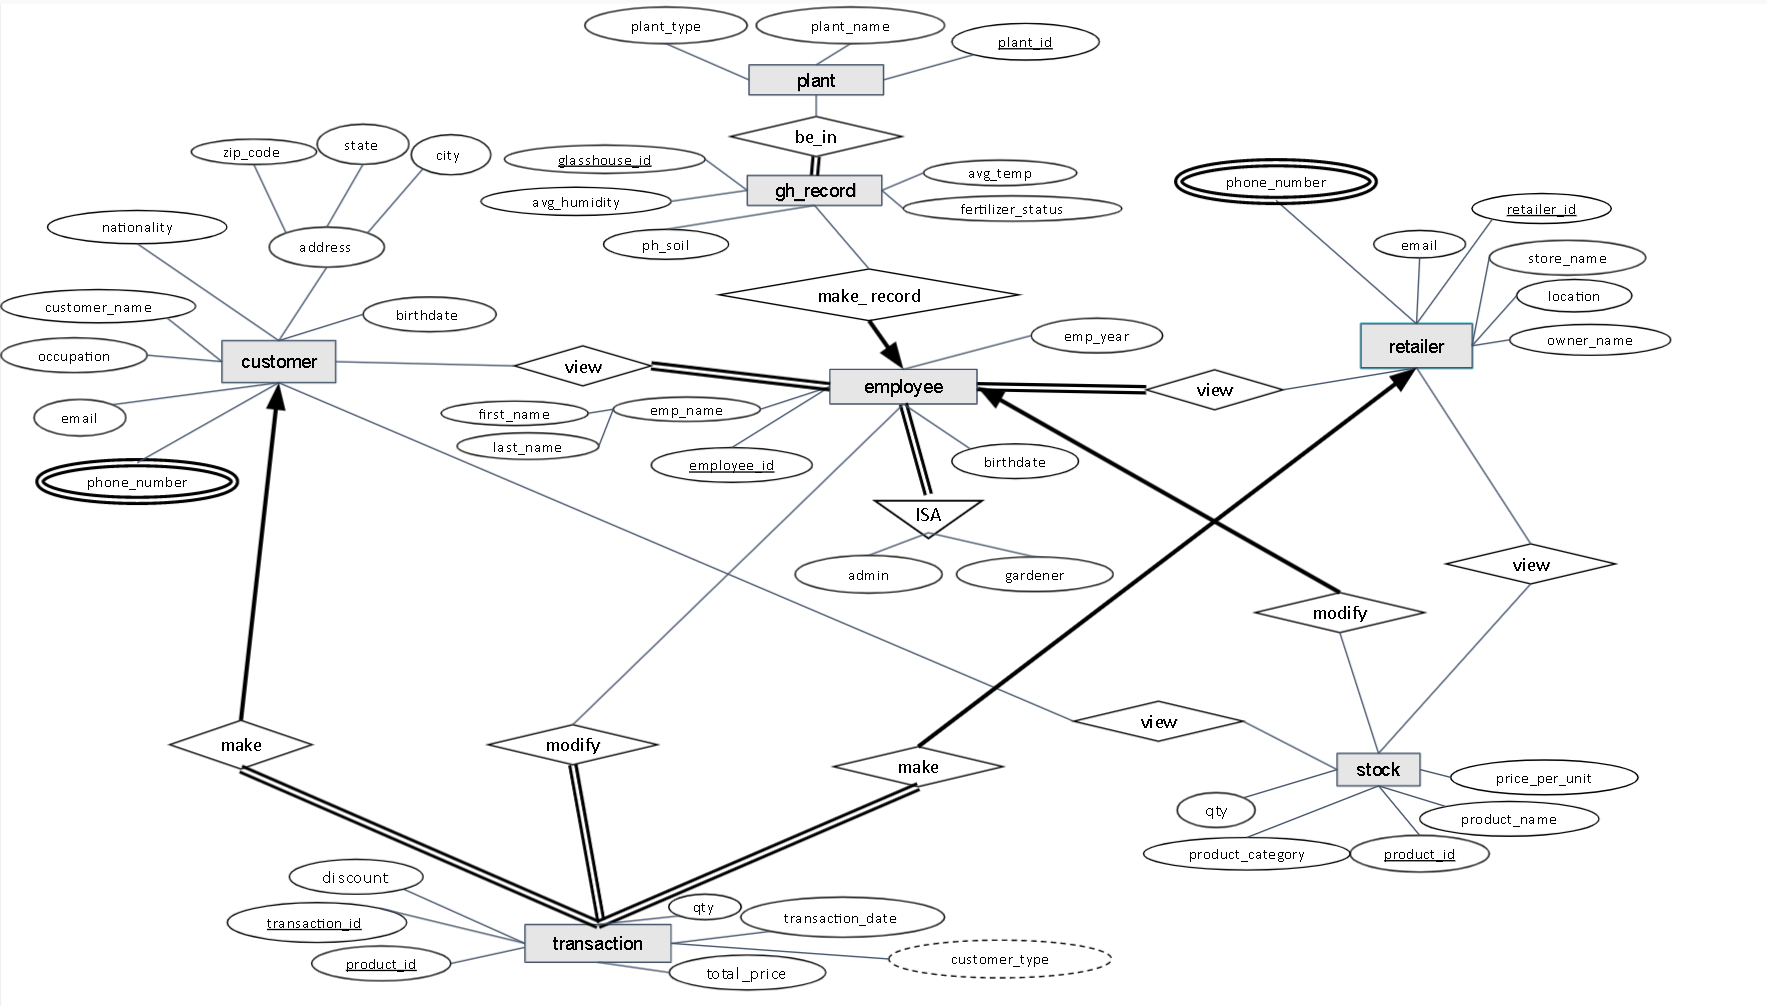 plant_type
plant_name
plant_id
plant
be_in
zip_code
state
city
glasshouse_id
avg_temp
gh_record
avg_humidity
fertilizer_status
ph_soil
phone_number
retailer_id
email
store_name
location
owner_name
retailer
nationality
address
customer_name
birthdate
occupation
customer
email
phone_number
make_record
emp_year
view
employee
view
first_name
emp_name
last_name
employee_id
birthdate
ISA
admin
gardener
view
modify
view
make
modify
make
stock
price_per_unit
qty
product_name
product_category
product_id
discount
transaction_id
product_id
qty
transaction_date
transaction
customer_type
total_price